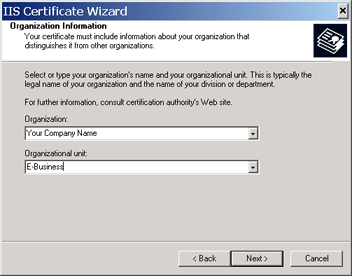 IIS Certificate Wizard
Organization Information
Your certificate must include information about your organization that
distinguishes it from other organizations.
Select or type your organization's name and your organizational unit. This is typically the
legal name of your organization and the name of your division or department.
For further information, consult certification authority's Web site.
Organization:
Your Company Name
Organizational unit:
E-Business
< Back Next > Cancel